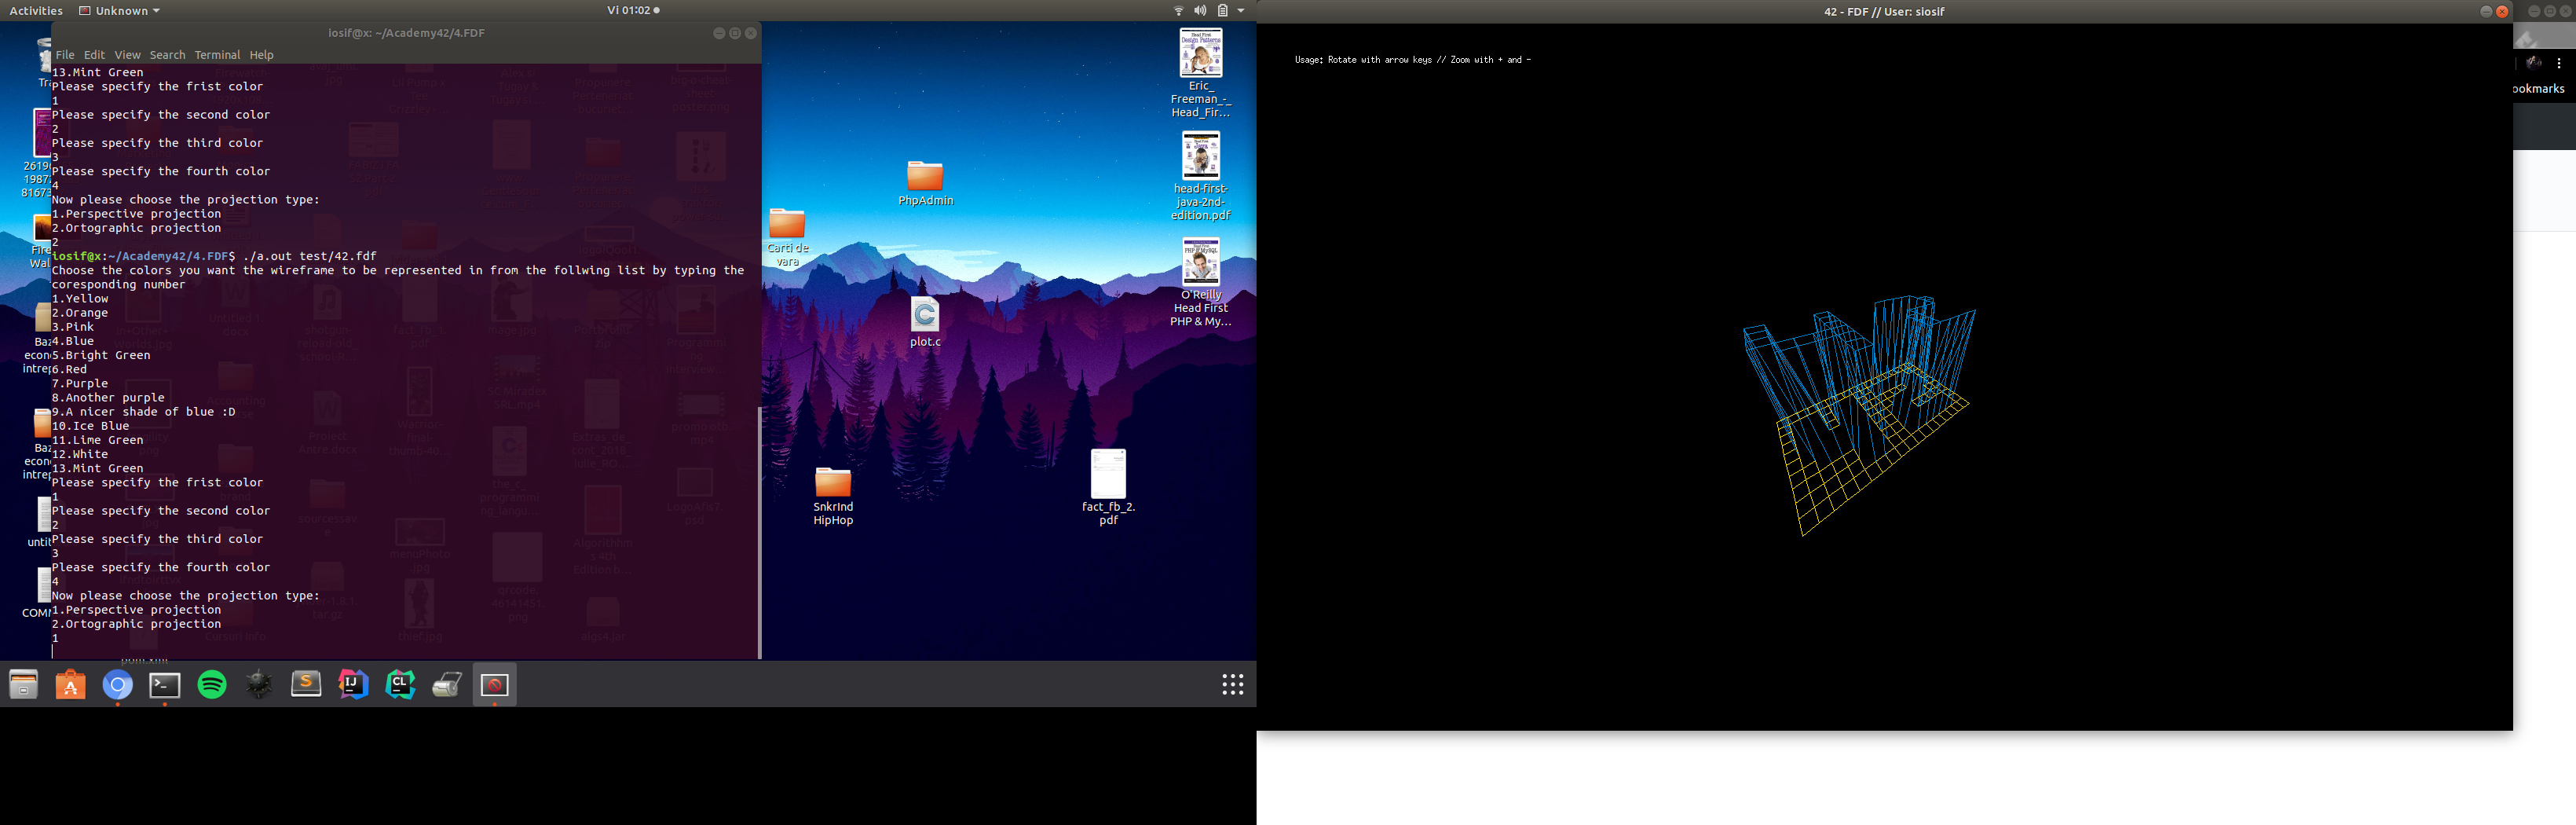 Activities
Unknown
Vi 01:02
iosif@x: ~/Academy42/4.FDF
File Edit View Search Terminal Help
13.Mint Green
Please specify the frist color
1
Please specify the second color
2
Please specify the third color
3
Please specify the fourth color
4
Now please choose the projection type:
1.Perspective projection
2.Ortographic projection
2
iosif@x:~/Academy42/4.FDF$ ./a.out test/42.fdf
Choose the colors you want the wireframe to be represented in from the follwing list by typing the
coresponding number
1.Yellow
2.Orange
3.Pink
4.Blue
5.Bright Green
6.Red
7.Purple
8.Another purple
9.A nicer shade of blue :D
10.Ice Blue
11.Lime Green
12.White
13.Mint Green
Please specify the frist color
1
Please specify the second color
2
Please specify the third color
3
Please specify the fourth color
4
Now please choose the projection type:
1.Perspective projection
2.Ortographic projection
1
Carti de
vara
PhpAdmin
plot.c
SnkrInd
HipHop
fact_fb_2.
pdf
Eric_
Freeman_-_
Head_Fir...
head-first-
java-2nd-
edition.pdf
O'Reilly
Head First
PHP & My...
42 - FDF // User: siosif
Usage: Rotate with arrow keys // Zoom with + and -
ookmarks